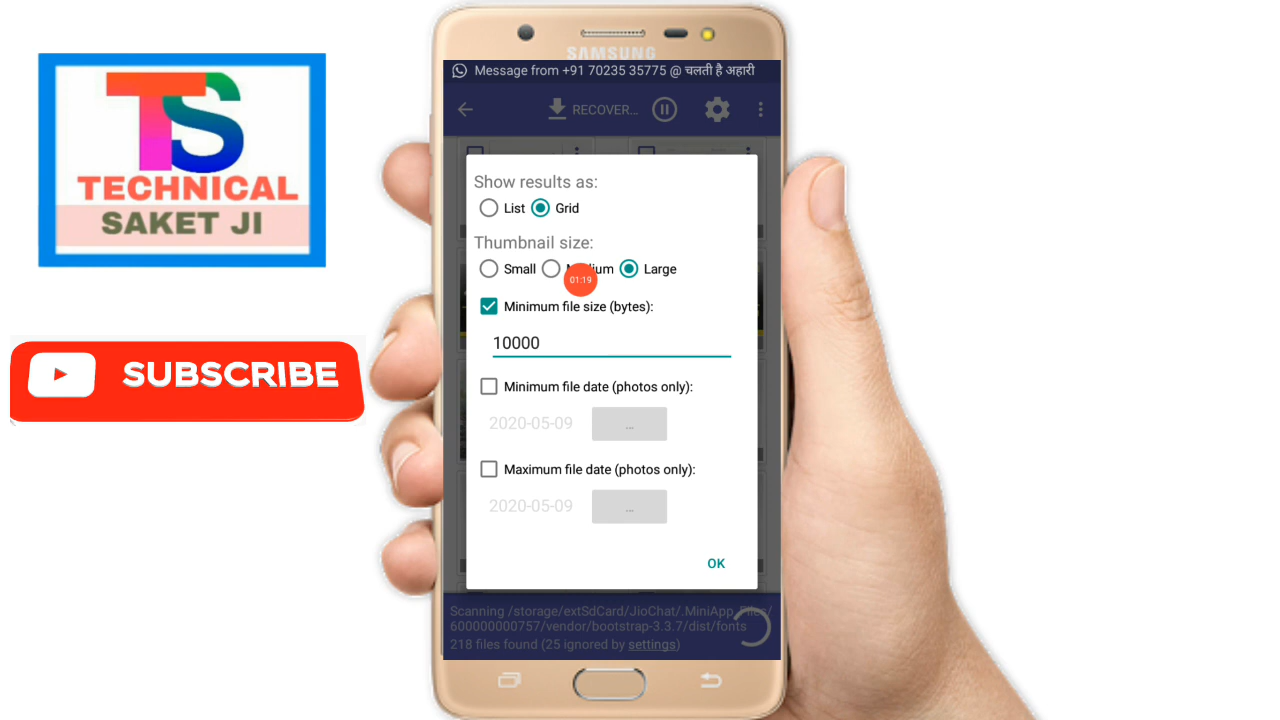 TS
TECHNICAL
SAKET JI
SUBSCRIBE
SAMSUNG
Message from +91 70235 35775 @ चलती है अहारी
RECOVER...
Show results as:
List
Grid
Thumbnail size:
Small
Large
01:19
Minimum file size (bytes):
10000
Minimum file date (photos only):
2020-05-09
...
Maximum file date (photos only):
2020-05-09
...
OK
Scanning /storage/extSdCard/JioChat/.MiniApp_Files/
600000000757/vendor/bootstrap-3.3.7/dist/fonts
218 files found (25 ignored by settings)